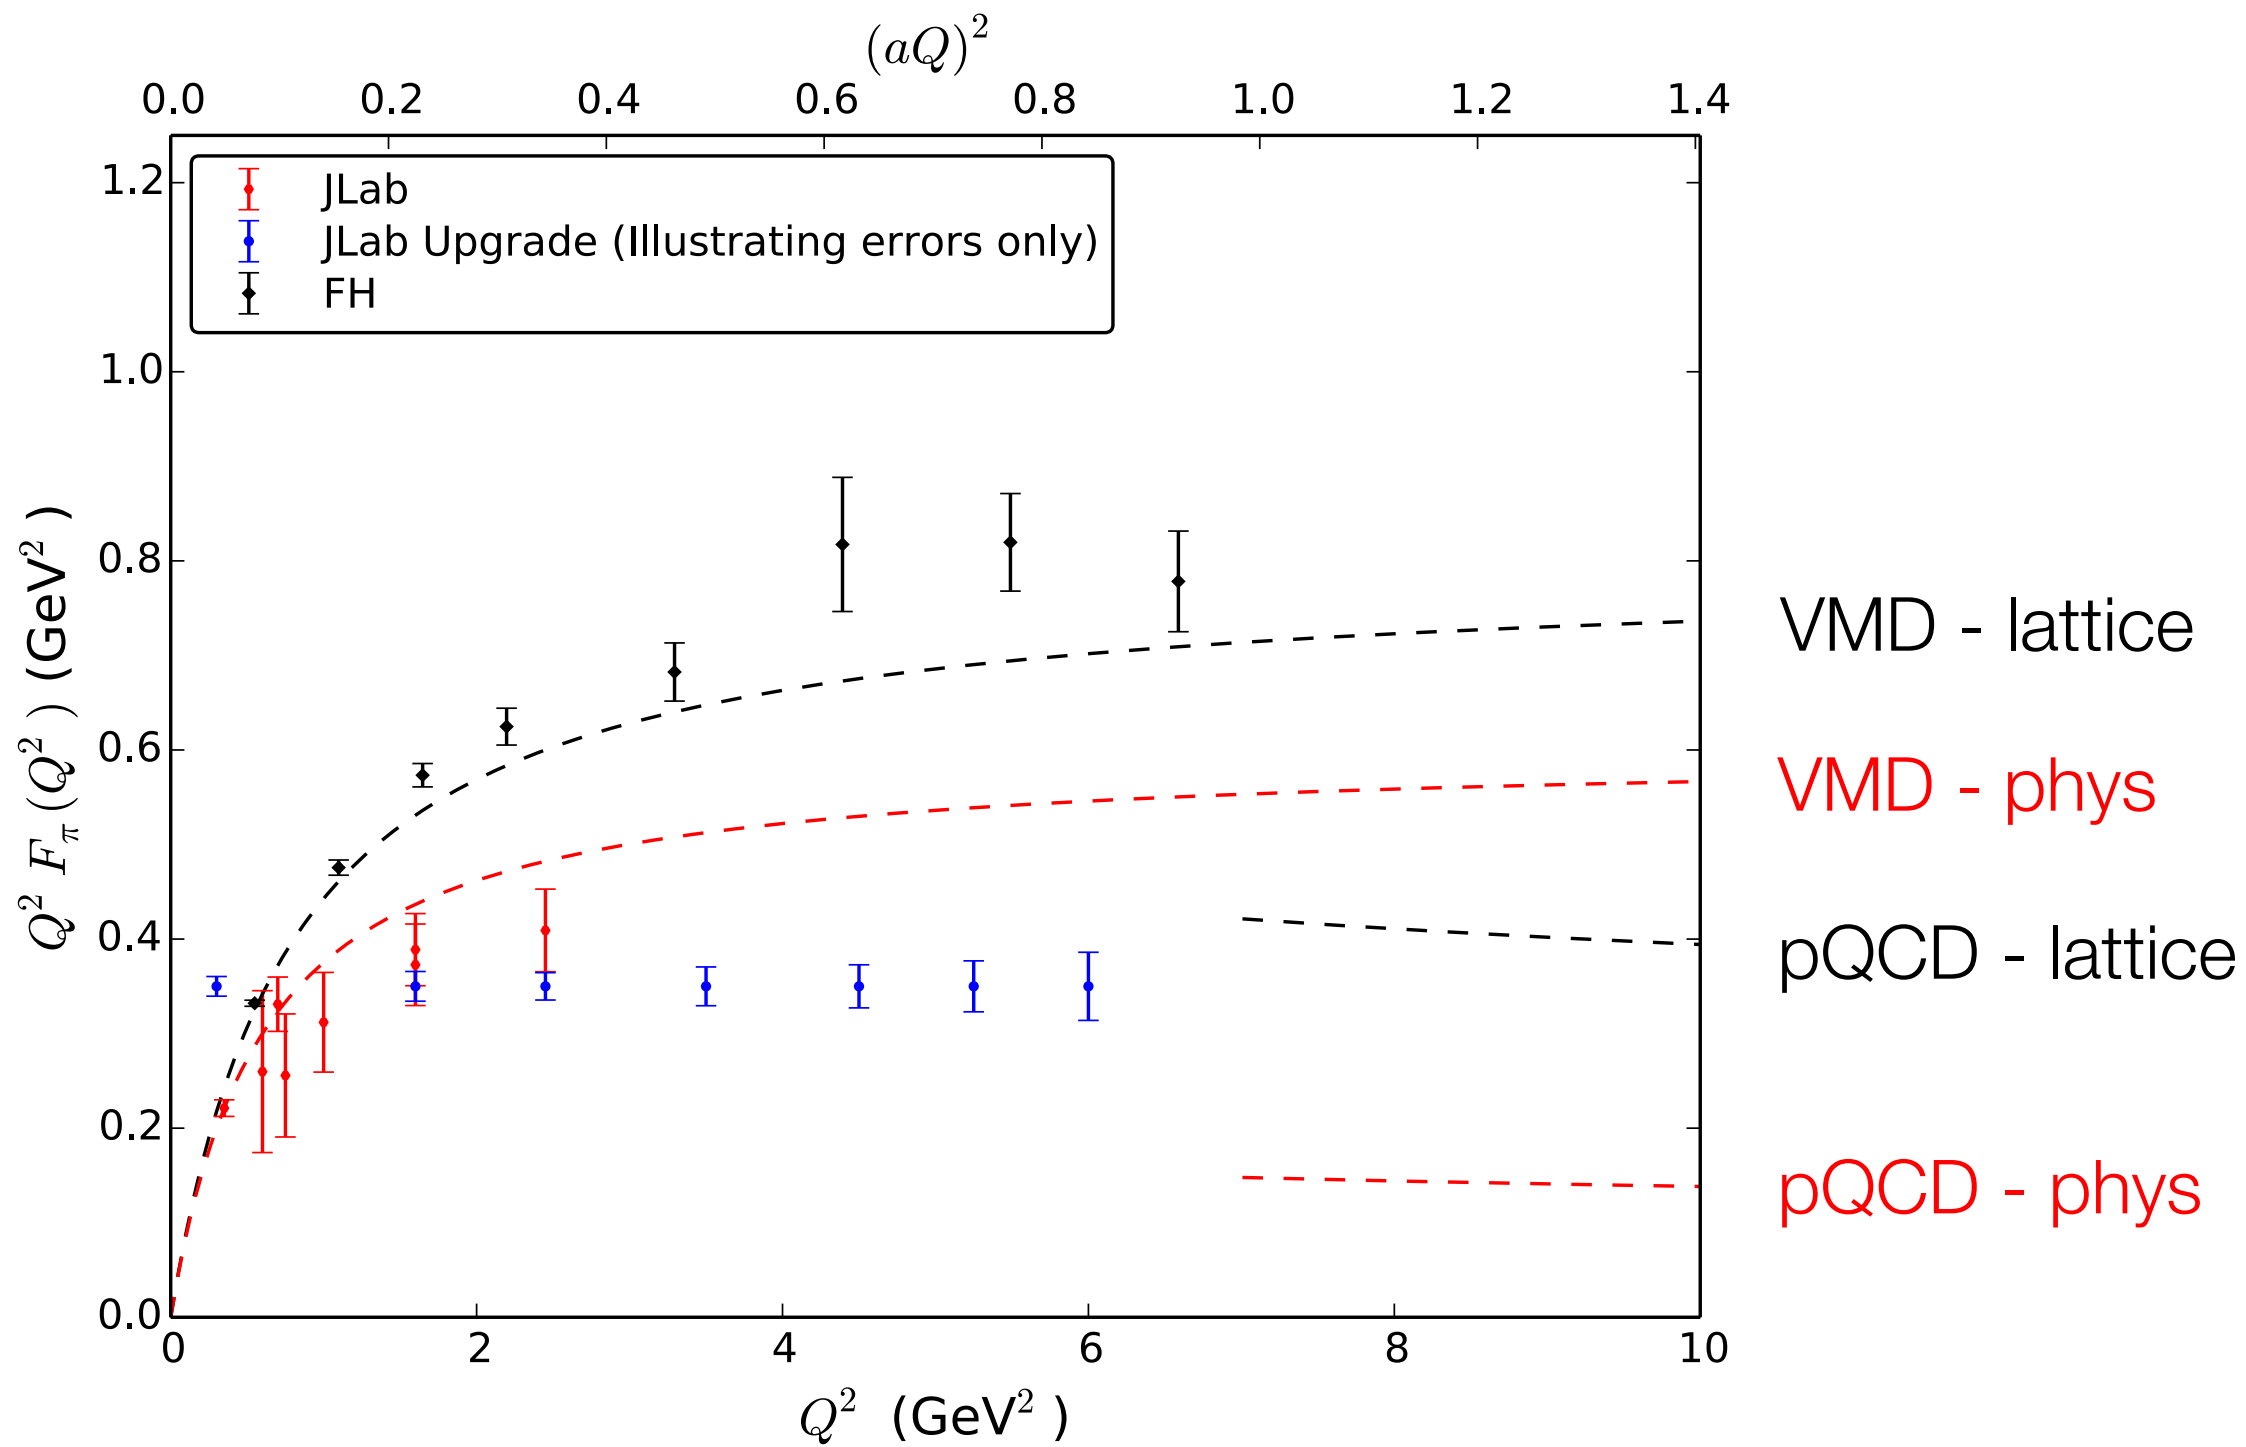 (aQ)²
0.0 0.2 0.4 0.6 0.8 1.0 1.2 1.4
JLab
JLab Upgrade (Illustrating errors only)
FH
1.2
1.0
0.8
0.6
0.4
0.2
0.0
Q² F_π(Q²) (GeV²)
VMD - lattice
VMD - phys
pQCD - lattice
pQCD - phys
0 2 4 6 8 10
Q² (GeV²)